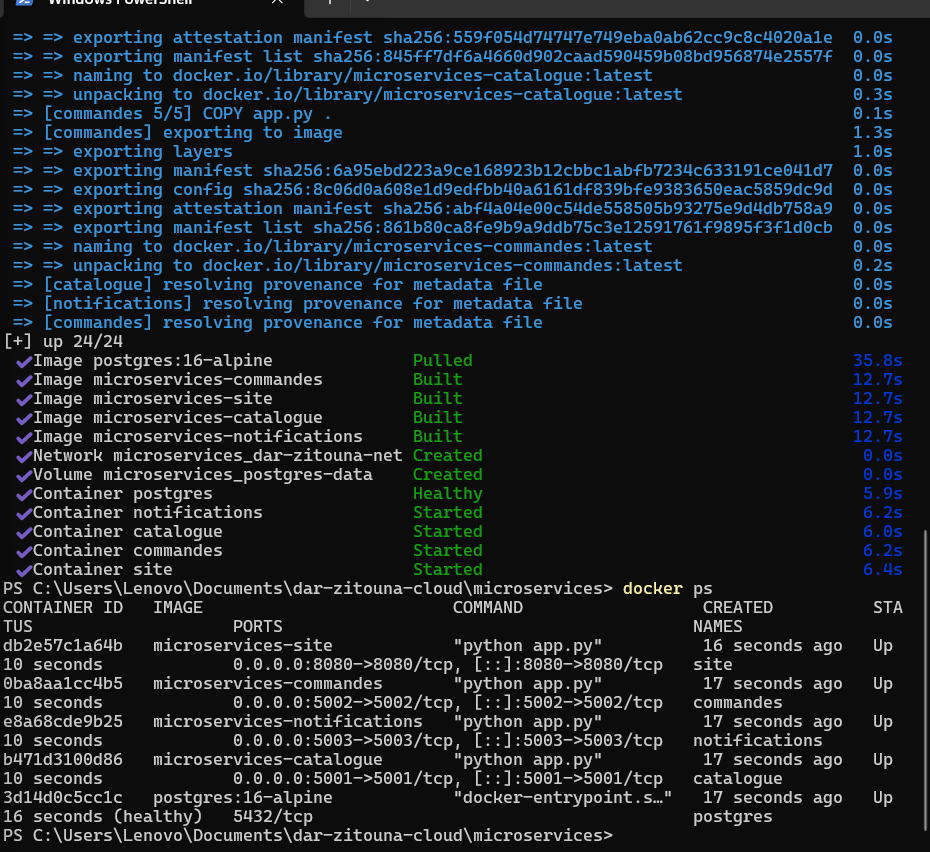 Windows PowerShell
=> => exporting attestation manifest sha256:559f054d74747e749eba0ab62cc9c8c4020a1e 0.0s
=> => exporting manifest list sha256:845ff7df6a4660d902caad590459b08bd956874e2557f 0.0s
=> => naming to docker.io/library/microservices-catalogue:latest 0.0s
=> => unpacking to docker.io/library/microservices-catalogue:latest 0.3s
=> [commandes 5/5] COPY app.py . 0.1s
=> [commandes] exporting to image 1.3s
=> => exporting layers 1.0s
=> => exporting manifest sha256:6a95ebd223a9ce168923b12cbbc1abfb7234c633191ce041d7 0.0s
=> => exporting config sha256:8c06d0a608e1d9edfbb40a6161df839bfe9383650eac5859dc9d 0.0s
=> => exporting attestation manifest sha256:abf4a04e00c54de558505b93275e9d4db758a9 0.0s
=> => exporting manifest list sha256:861b80ca8fe9b9a9ddb75c3e12591761f9895f3f1d0cb 0.0s
=> => naming to docker.io/library/microservices-commandes:latest 0.0s
=> => unpacking to docker.io/library/microservices-commandes:latest 0.2s
=> [catalogue] resolving provenance for metadata file 0.0s
=> [notifications] resolving provenance for metadata file 0.0s
=> [commandes] resolving provenance for metadata file 0.0s
[+] up 24/24
✔Image postgres:16-alpine Pulled 35.8s
✔Image microservices-commandes Built 12.7s
✔Image microservices-site Built 12.7s
✔Image microservices-catalogue Built 12.7s
✔Image microservices-notifications Built 12.7s
✔Network microservices_dar-zitouna-net Created 0.0s
✔Volume microservices_postgres-data Created 0.0s
✔Container postgres Healthy 5.9s
✔Container notifications Started 6.2s
✔Container catalogue Started 6.0s
✔Container commandes Started 6.2s
✔Container site Started 6.4s
PS C:\Users\Lenovo\Documents\dar-zitouna-cloud\microservices> docker ps
CONTAINER ID IMAGE COMMAND CREATED STA
TUS PORTS NAMES
db2e57c1a64b microservices-site "python app.py" 16 seconds ago Up
10 seconds 0.0.0.0:8080->8080/tcp, [::]:8080->8080/tcp site
0ba8aa1cc4b5 microservices-commandes "python app.py" 17 seconds ago Up
10 seconds 0.0.0.0:5002->5002/tcp, [::]:5002->5002/tcp commandes
e8a68cde9b25 microservices-notifications "python app.py" 17 seconds ago Up
10 seconds 0.0.0.0:5003->5003/tcp, [::]:5003->5003/tcp notifications
b471d3100d86 microservices-catalogue "python app.py" 17 seconds ago Up
10 seconds 0.0.0.0:5001->5001/tcp, [::]:5001->5001/tcp catalogue
3d14d0c5cc1c postgres:16-alpine "docker-entrypoint.s…" 17 seconds ago Up
16 seconds (healthy) 5432/tcp postgres
PS C:\Users\Lenovo\Documents\dar-zitouna-cloud\microservices>